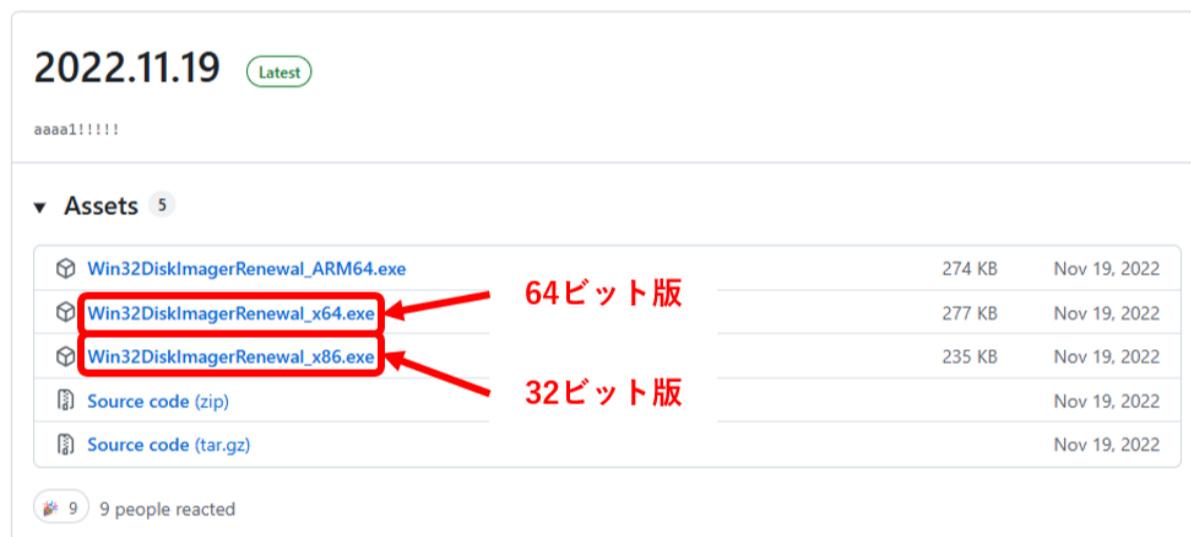 2022.11.19 Latest
aaaa1!!!!!
Assets 5
Win32DiskImagerRenewal_ARM64.exe 274 KB Nov 19, 2022
64ビット版
Win32DiskImagerRenewal_x64.exe 277 KB Nov 19, 2022
Win32DiskImagerRenewal_x86.exe 235 KB Nov 19, 2022
32ビット版
Source code (zip) Nov 19, 2022
Source code (tar.gz) Nov 19, 2022
9 9 people reacted